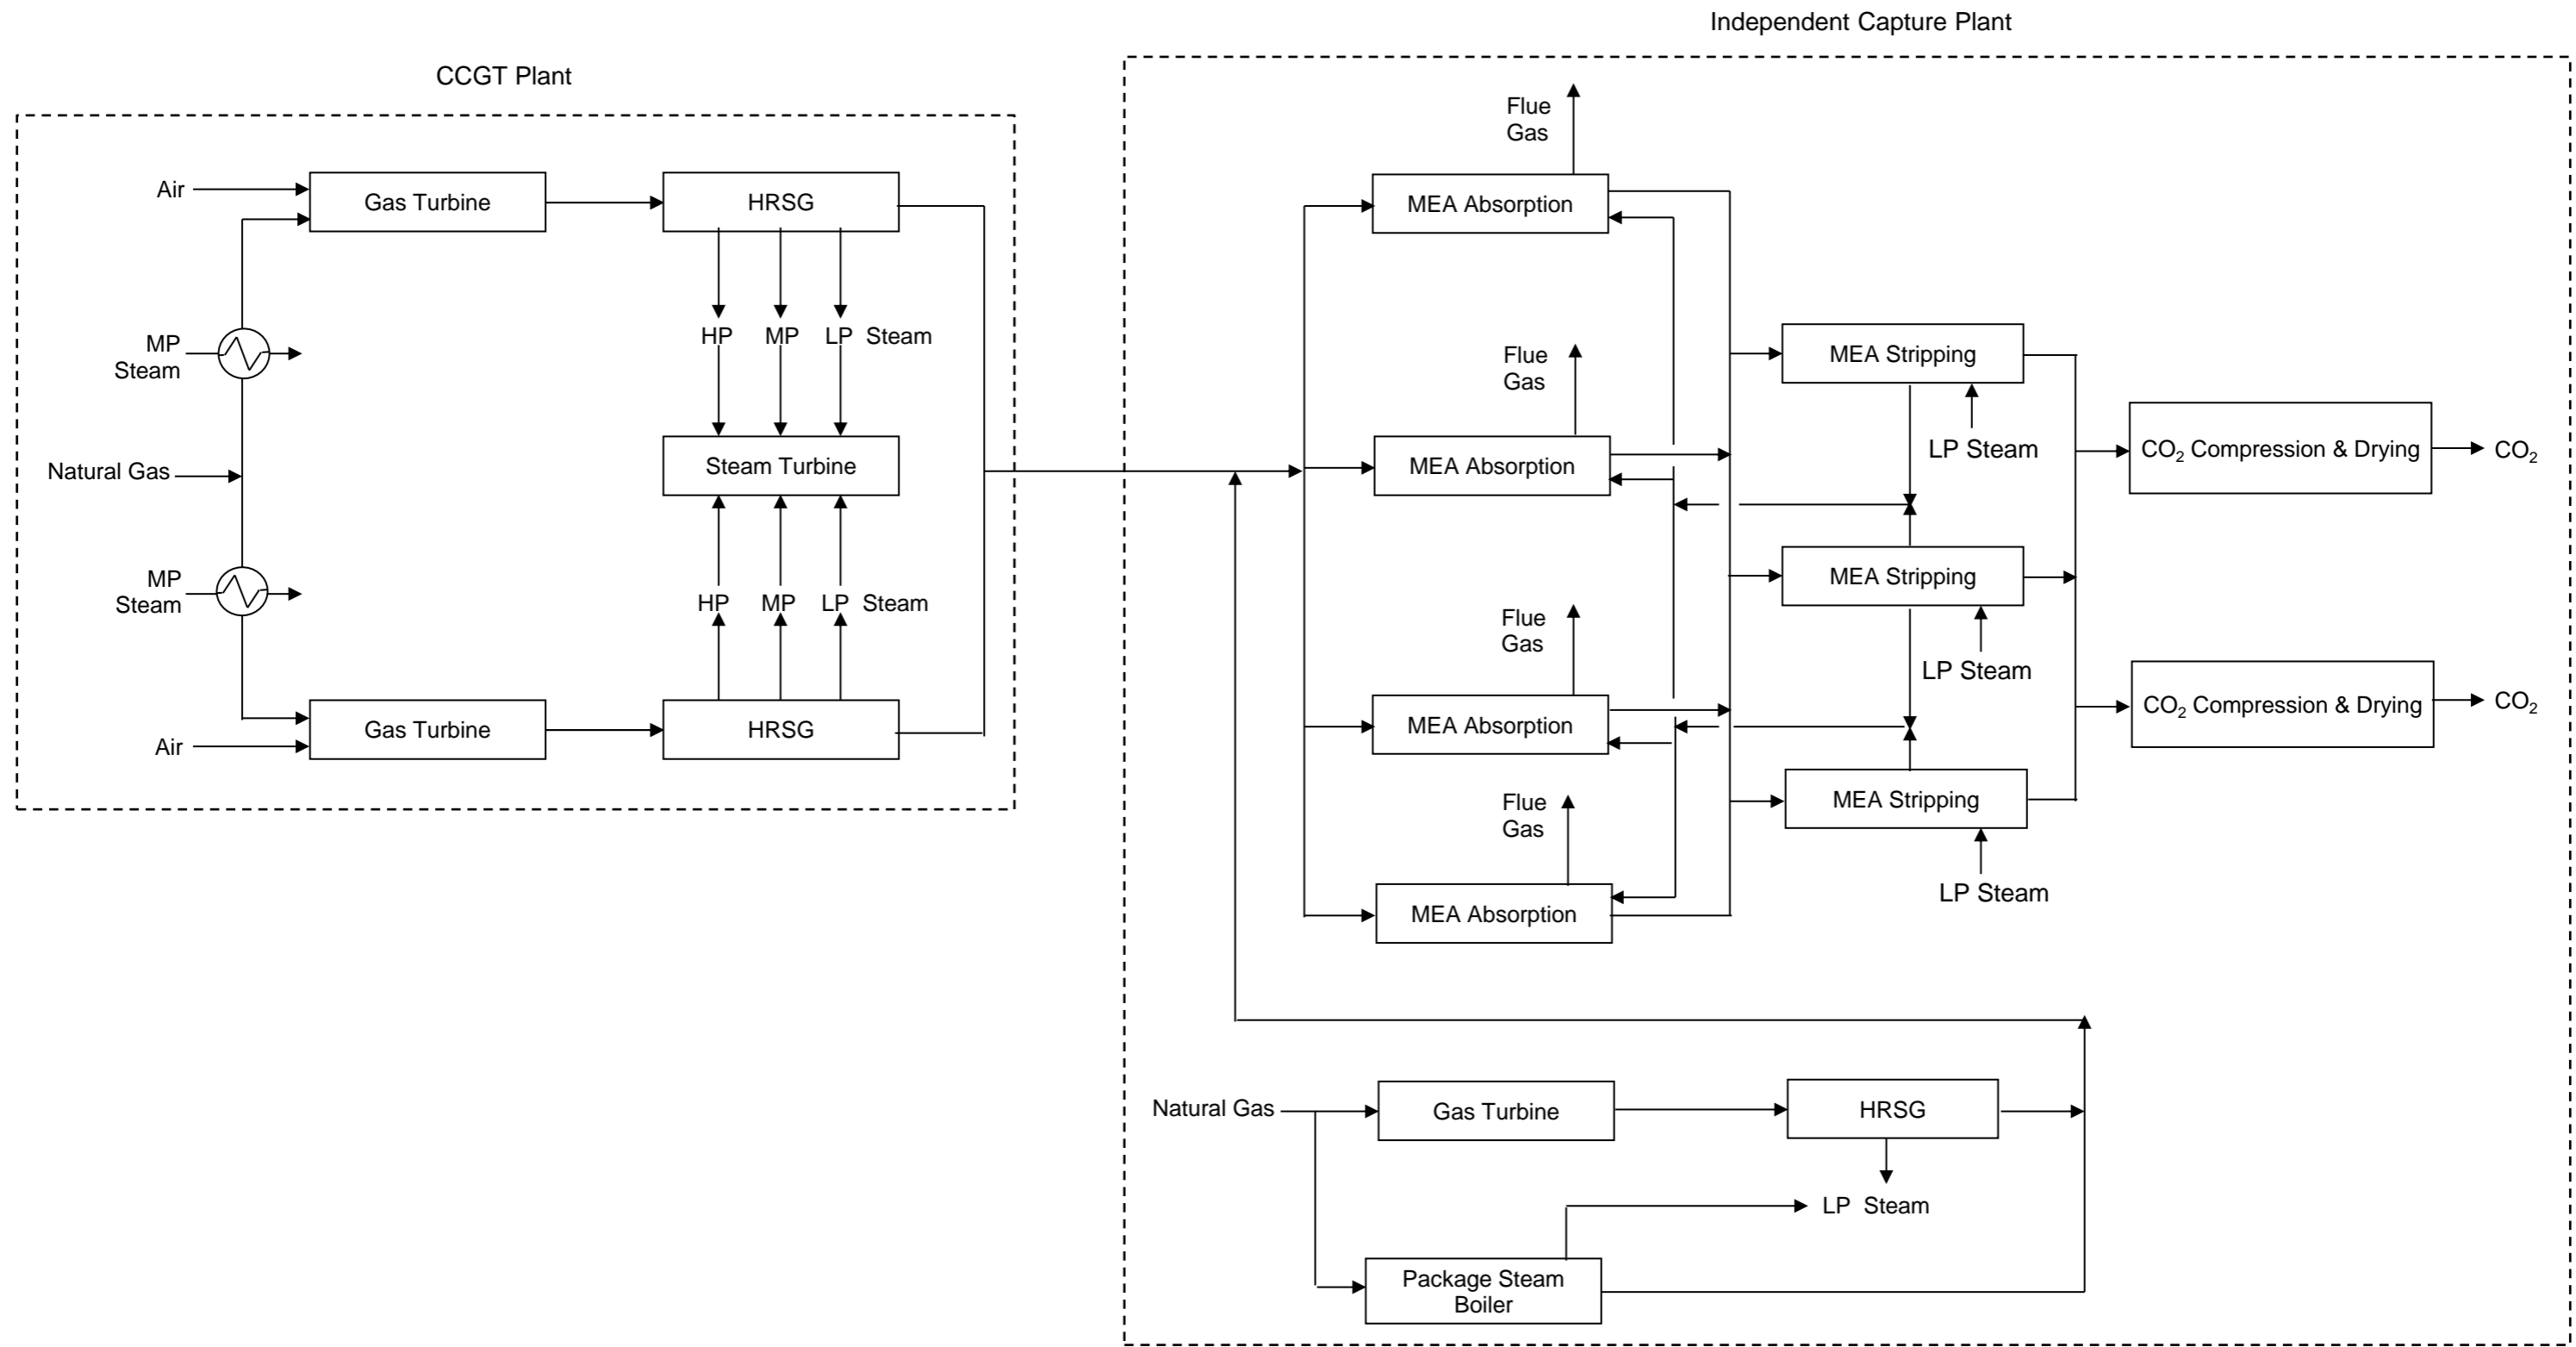 Independent Capture Plant
CCGT Plant
Flue
Gas
Air
Gas Turbine
HRSG
MEA Absorption
MP
Steam
HP MP LP Steam
Flue
Gas
MEA Stripping
LP Steam
CO₂ Compression & Drying
CO₂
Natural Gas
Steam Turbine
MEA Absorption
MP
Steam
HP MP LP Steam
MEA Stripping
Flue
Gas
LP Steam
Gas Turbine
HRSG
Air
MEA Absorption
CO₂ Compression & Drying
CO₂
Flue
Gas
MEA Stripping
LP Steam
MEA Absorption
Natural Gas
Gas Turbine
HRSG
LP Steam
Package Steam
Boiler